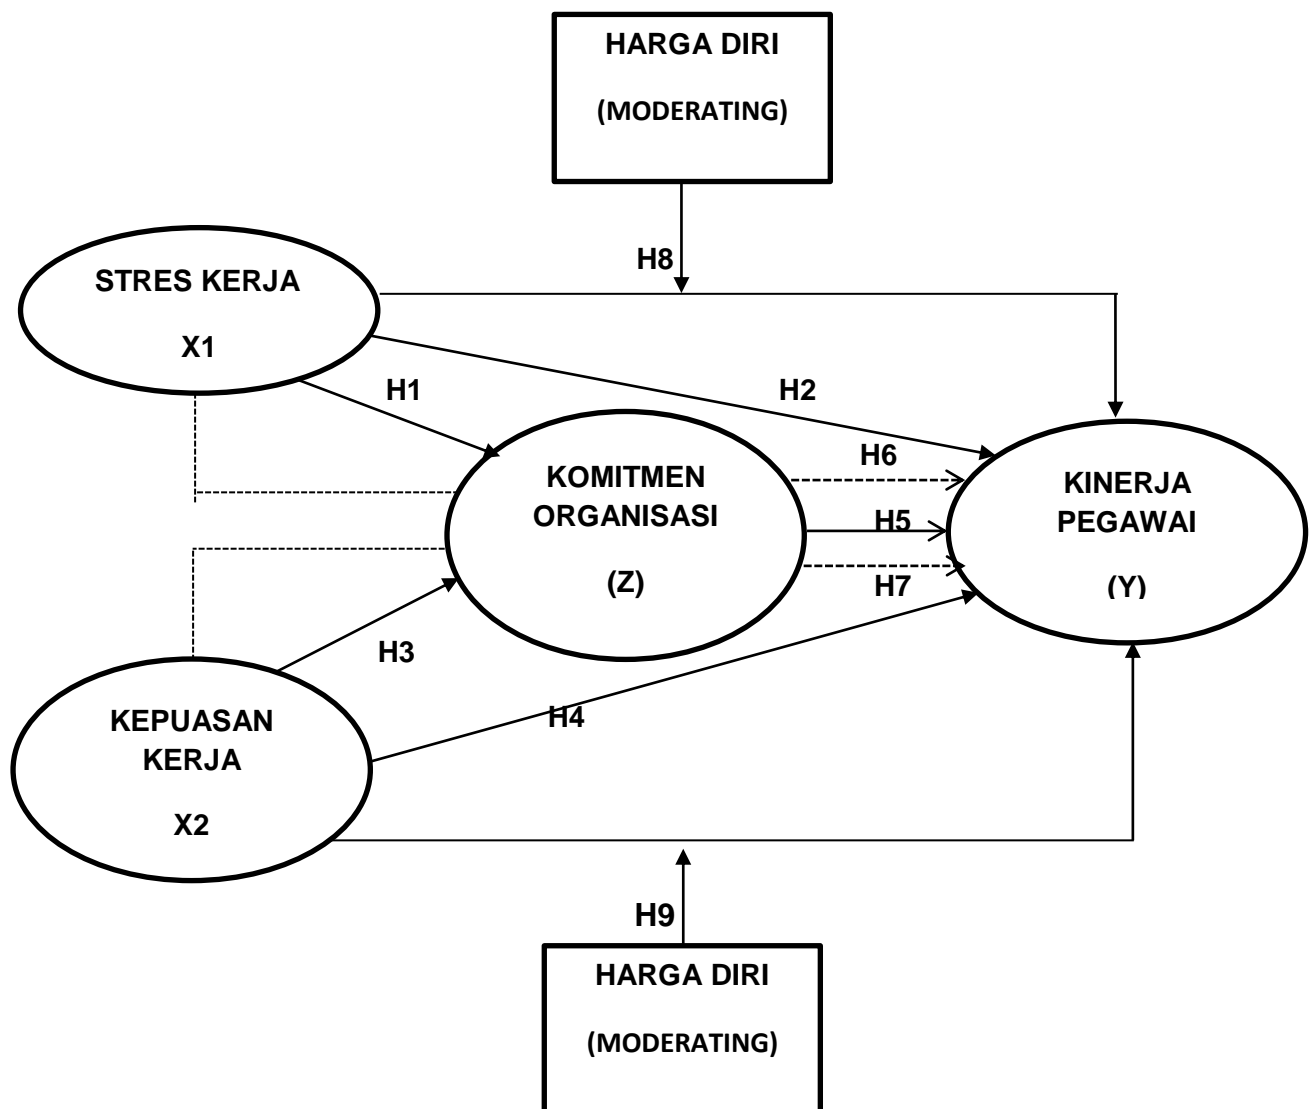 HARGA DIRI
(MODERATING)
H8
STRES KERJA
X1
H1
H2
KOMITMEN
ORGANISASI
(Z)
H6
H5
H7
KINERJA
PEGAWAI
(Y)
H3
H4
KEPUASAN
KERJA
X2
H9
HARGA DIRI
(MODERATING)